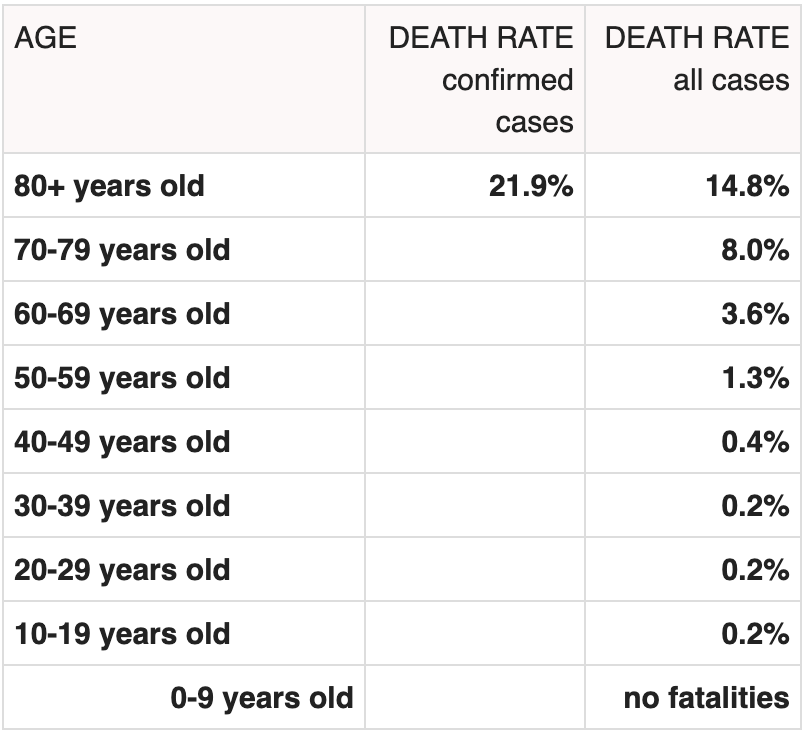 AGE DEATH RATE confirmed cases DEATH RATE all cases
80+ years old 21.9% 14.8%
70-79 years old 8.0%
60-69 years old 3.6%
50-59 years old 1.3%
40-49 years old 0.4%
30-39 years old 0.2%
20-29 years old 0.2%
10-19 years old 0.2%
0-9 years old no fatalities